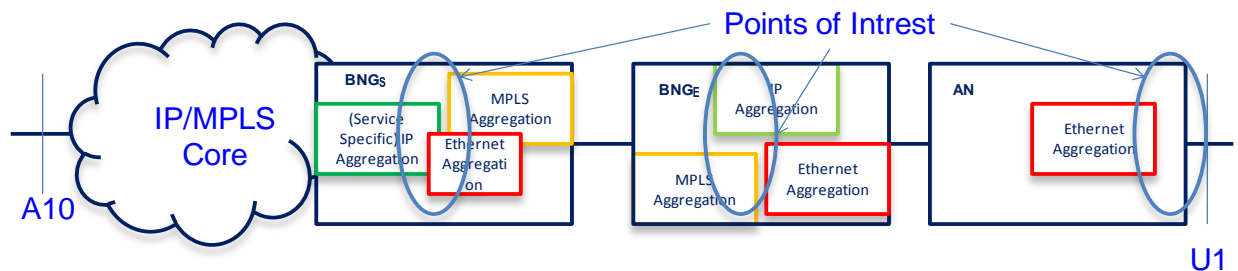 Points of Intrest
BNGS
(Service
Specific) IP
Aggregation
MPLS
Aggregation
Ethernet
Aggregati
on
IP/MPLS
Core
A10
BNGE
IP
Aggregation
MPLS
Aggregation
Ethernet
Aggregation
AN
Ethernet
Aggregation
U1